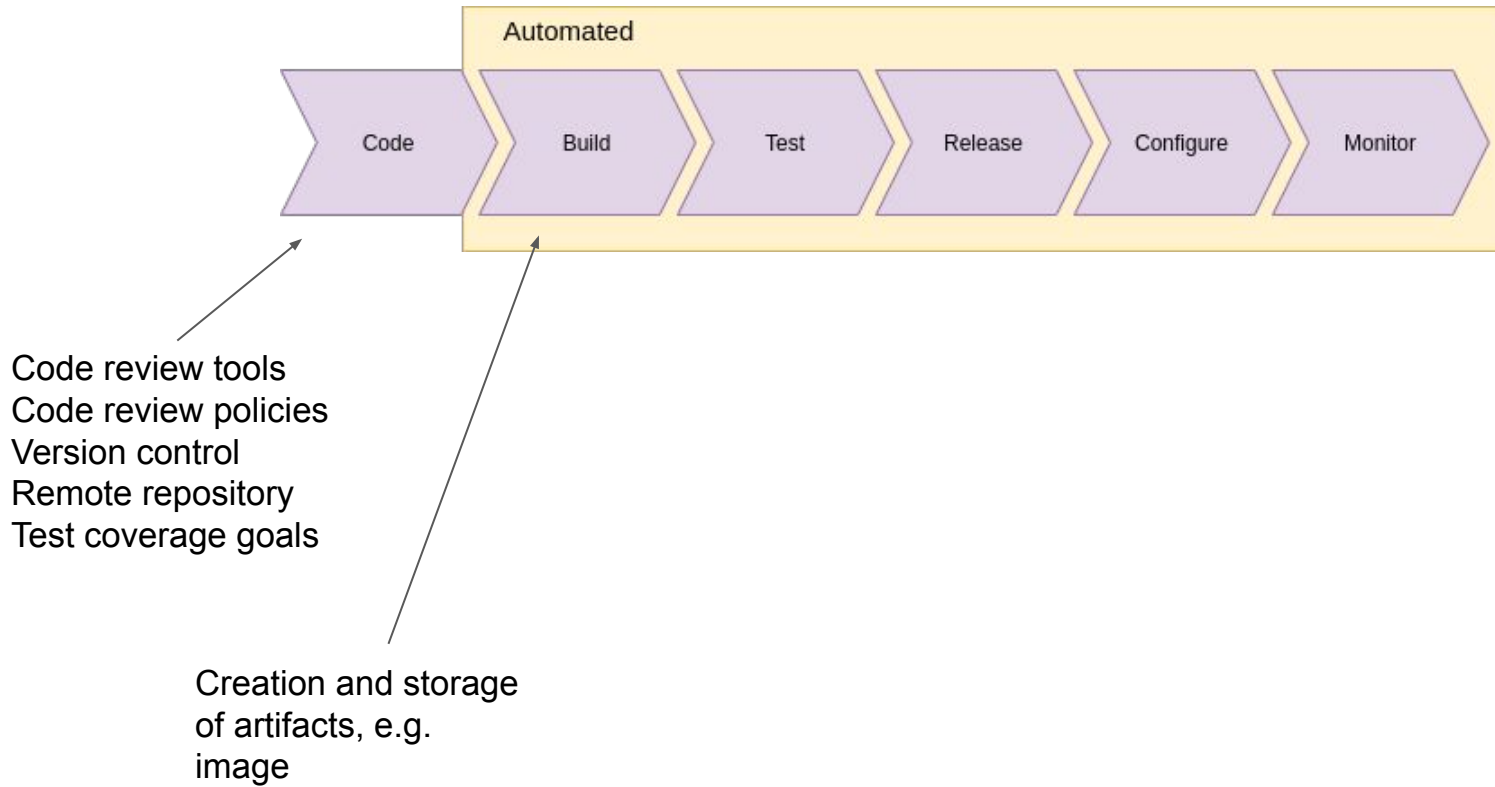 Automated
Code
Build
Test
Release
Configure
Monitor
Code review tools
Code review policies
Version control
Remote repository
Test coverage goals
Creation and storage
of artifacts, e.g.
image